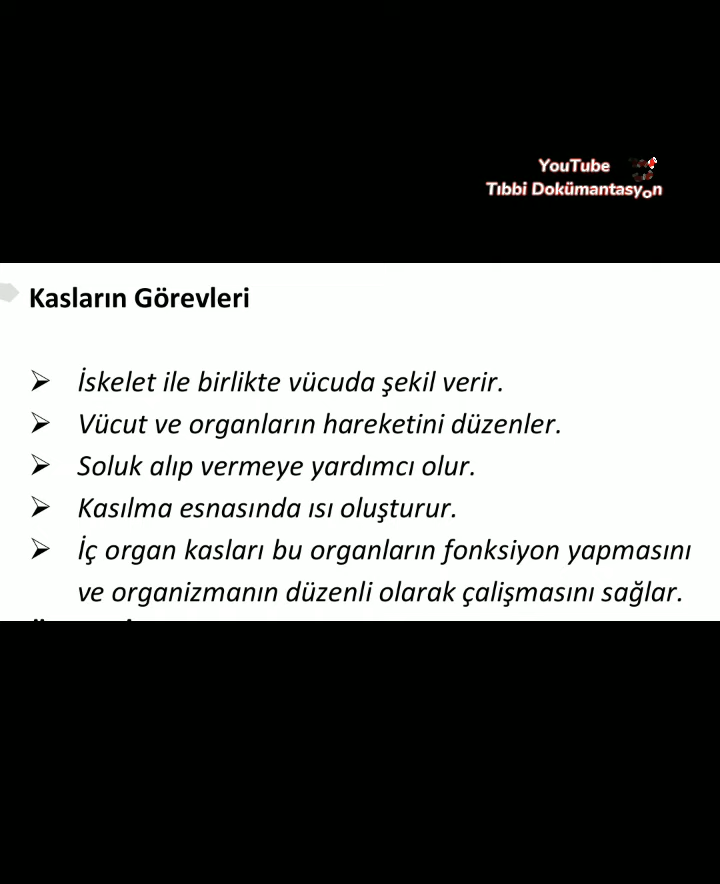 YouTube
Tıbbi Dokümantasyon
Kasların Görevleri
➢ İskelet ile birlikte vücuda şekil verir.
➢ Vücut ve organların hareketini düzenler.
➢ Soluk alıp vermeye yardımcı olur.
➢ Kasılma esnasında ısı oluşturur.
➢ İç organ kasları bu organların fonksiyon yapmasını
ve organizmanın düzenli olarak çalişmasını sağlar.